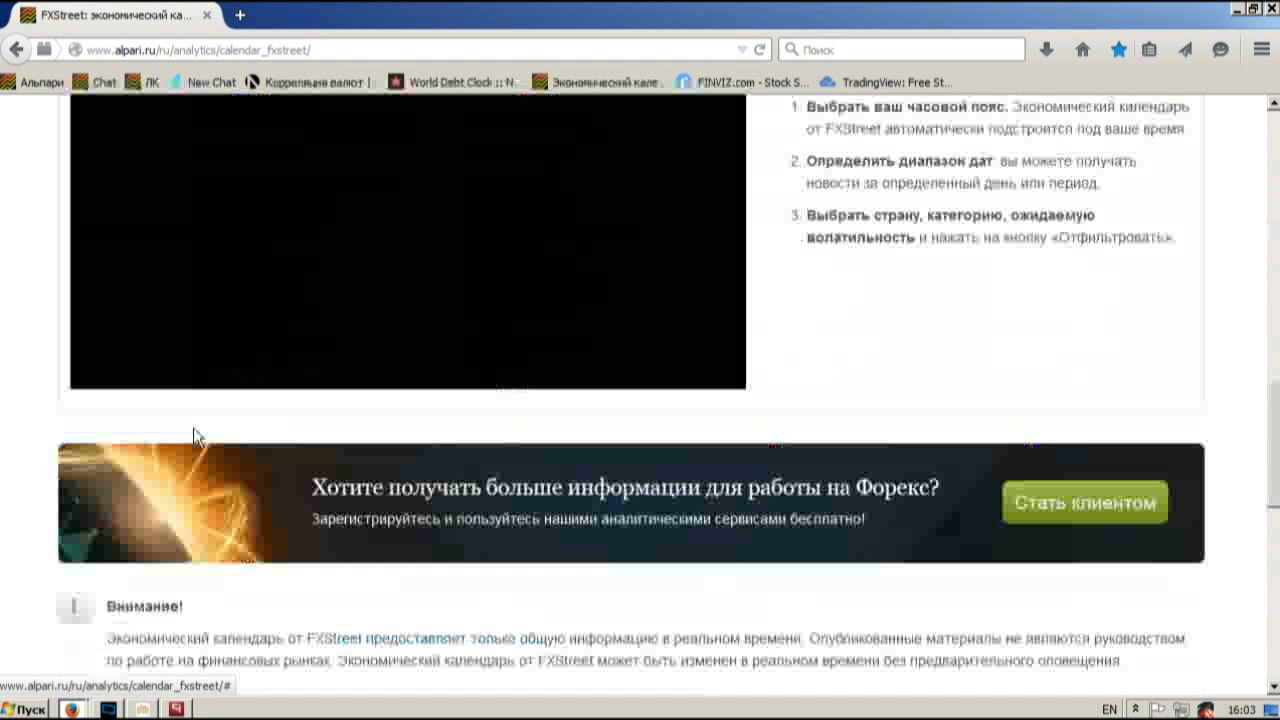 FXStreet: экономический ка...
www.alpari.ru/ru/analytics/calendar_fxstreet/
Поиск
Альпари
Chat
ЛК
New Chat
Корреляция валют |
World Debt Clock :: N
Экономический кале
FINVIZ.com - Stock S...
TradingView: Free St...
1. Выбрать ваш часовой пояс. Экономический календарь
от FXStreet автоматически подстроится под ваше время
2. Определить диапазон дат вы можете получать
новости за определенный день или период.
3. Выбрать страну, категорию, ожидаемую
волатильность и нажать на кнопку «Отфильтровать».
Хотите получать больше информации для работы на Форекс?
Зарегистрируйтесь и пользуйтесь нашими аналитическими сервисами бесплатно!
Стать клиентом
! Внимание!
Экономический календарь от FXStreet предоставляет только общую информацию в реальном времени. Опубликованные материалы не являются руководством
по работе на финансовых рынках. Экономический календарь от FXStreet может быть изменен в реальном времени без предварительного оповещения.
www.alpari.ru/ru/analytics/calendar_fxstreet/#
Пуск
EN
16:03